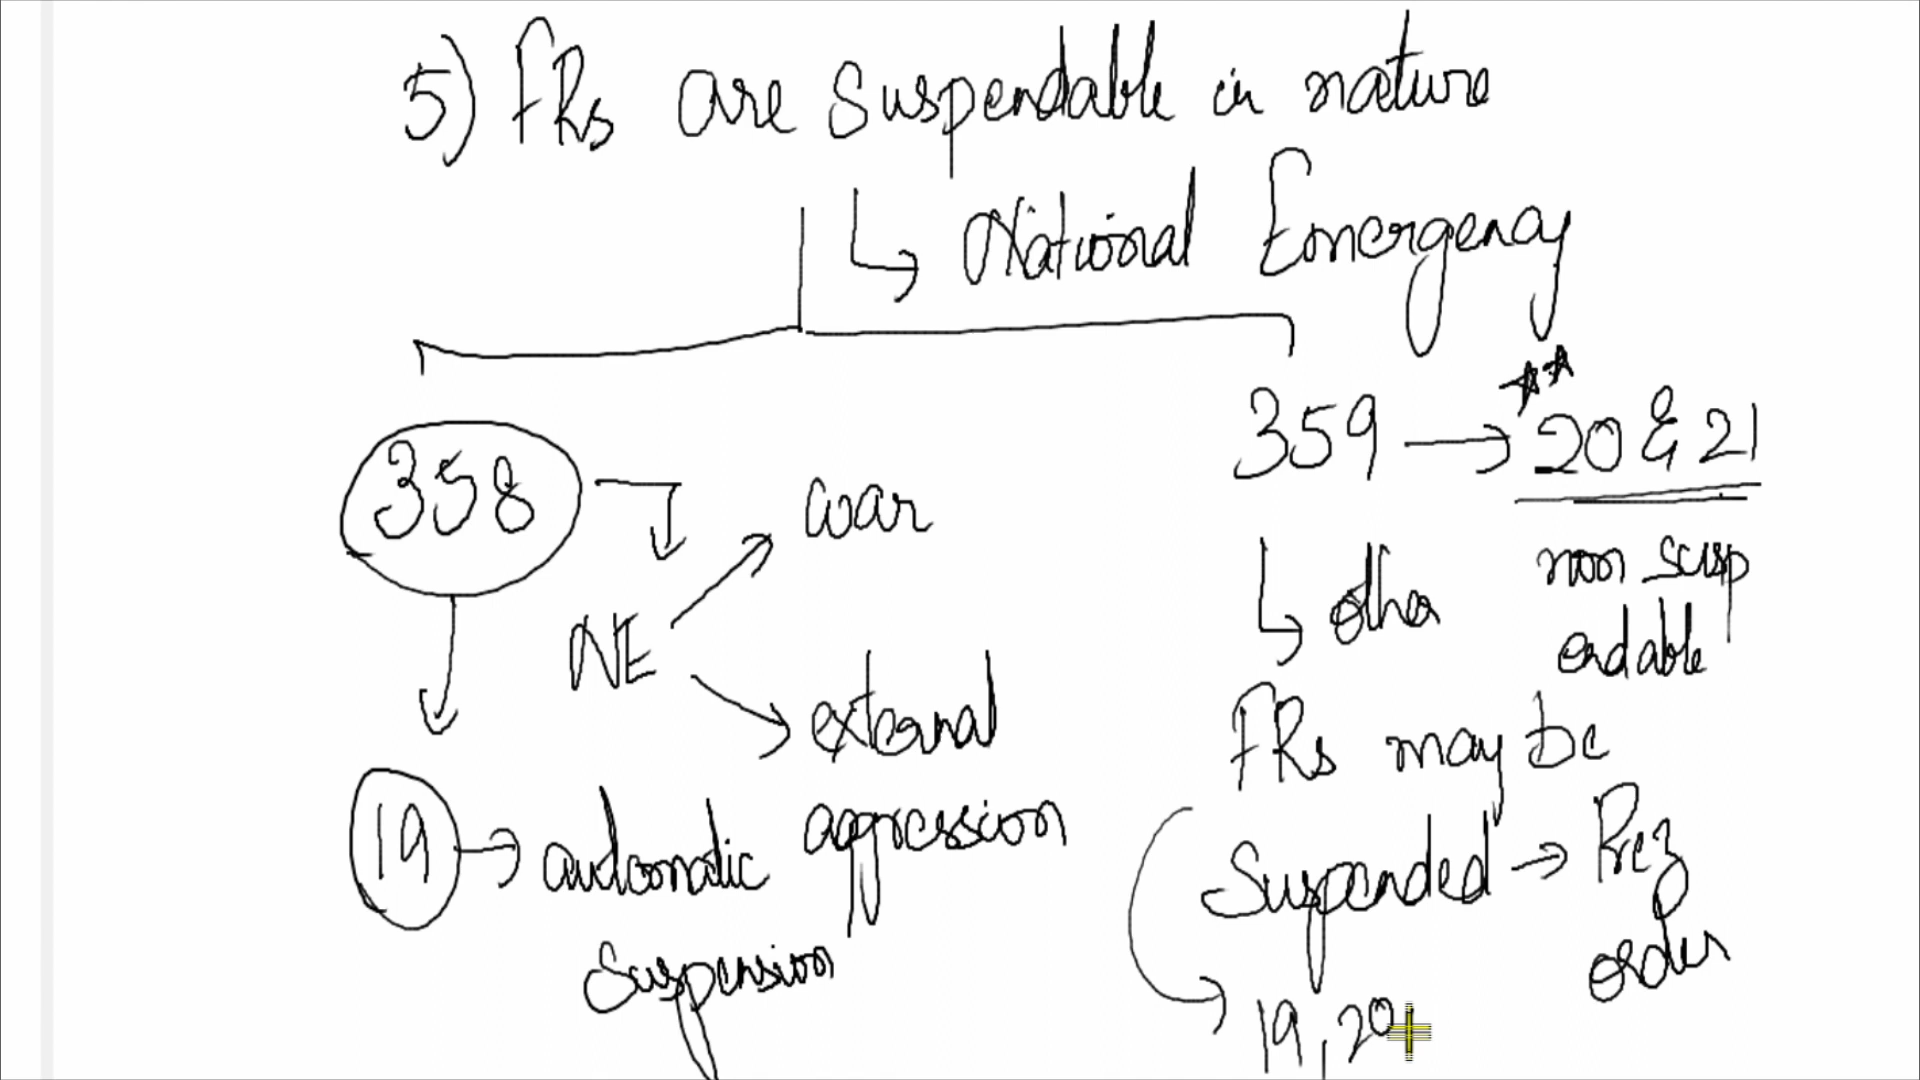 5) FRs are suspendable in nature
National Emergency
358
NE
war
external
aggression
19
automatic
suspension
359
20 & 21
non susp
endable
other
FRs may be
suspended
Prez
order
19, 20